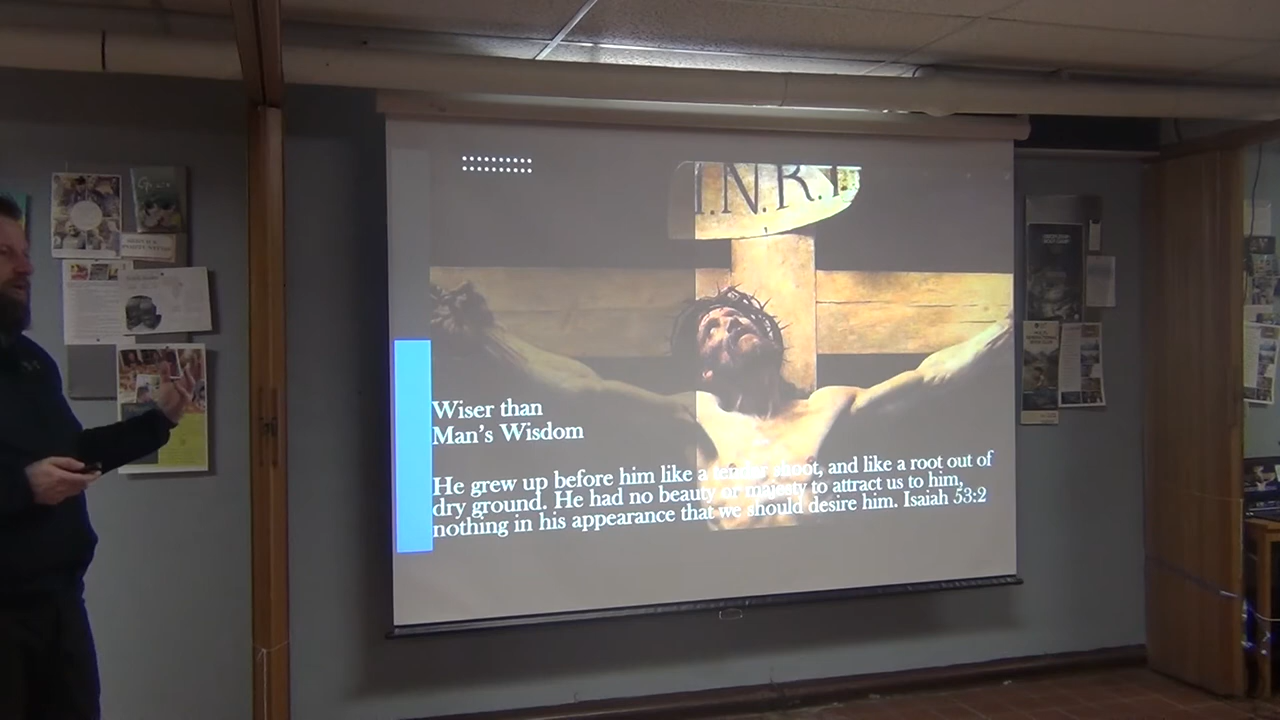 I.N.R.I
Wiser than
Man's Wisdom
He grew up before him like a tender shoot, and like a root out of
dry ground. He had no beauty or majesty to attract us to him,
nothing in his appearance that we should desire him. Isaiah 53:2
Grace